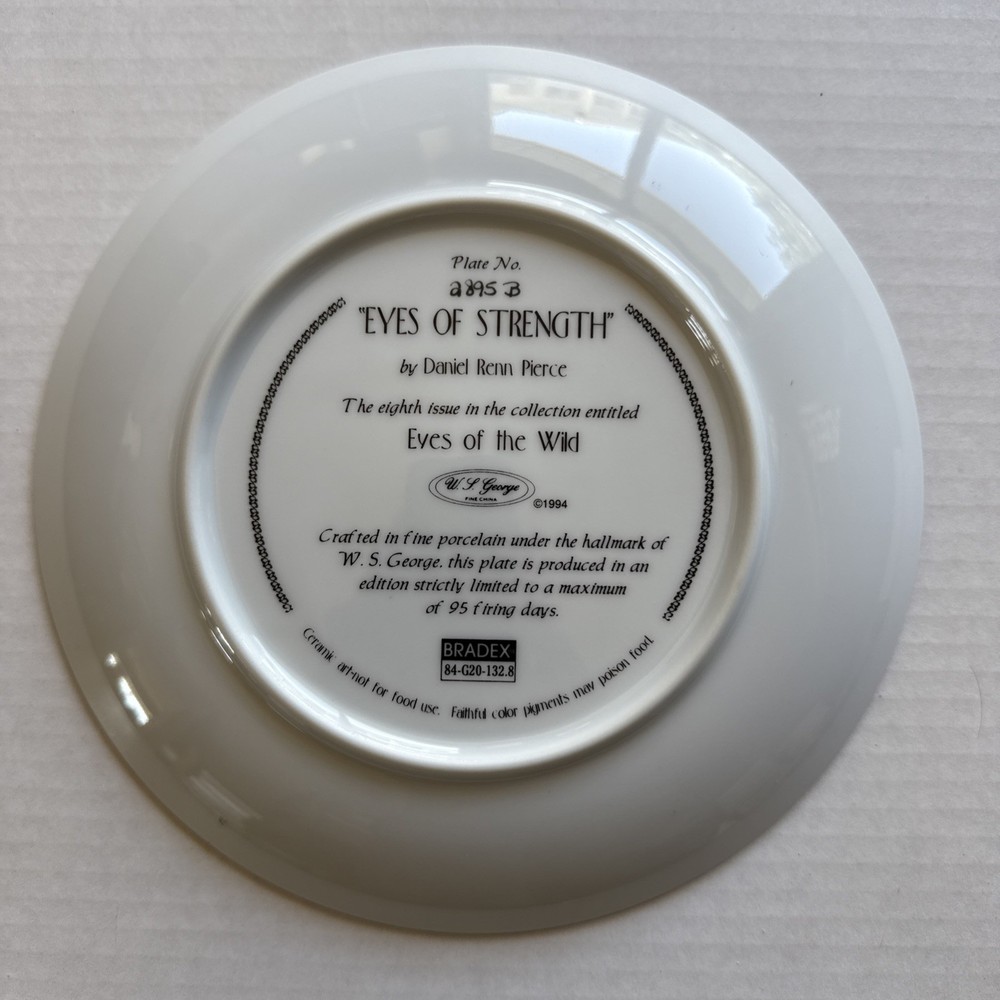 Plate No.
2895 B
"EYES OF STRENGTH"
by Daniel Renn Pierce
The eighth issue in the collection entitled
Eyes of the Wild
W. S. George
FINE CHINA
©1994
Crafted in fine porcelain under the hallmark of
W. S. George, this plate is produced in an
edition strictly limited to a maximum
of 95 firing days.
BRADEX
84-G20-132.8
Ceramic art-not for food use. Faithful color pigments may poison food.